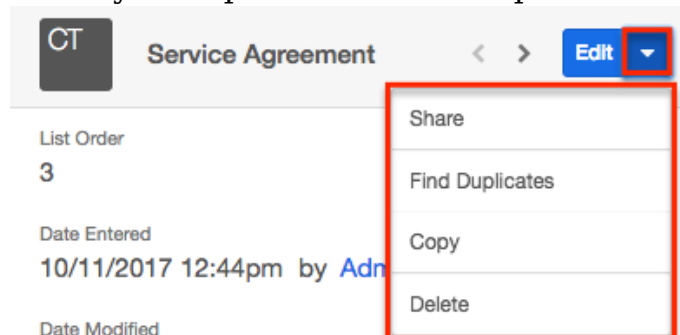 CT
Service Agreement
Edit
Share
List Order
3
Find Duplicates
Date Entered
Copy
10/11/2017 12:44pm by Adm
Delete
Date Modified